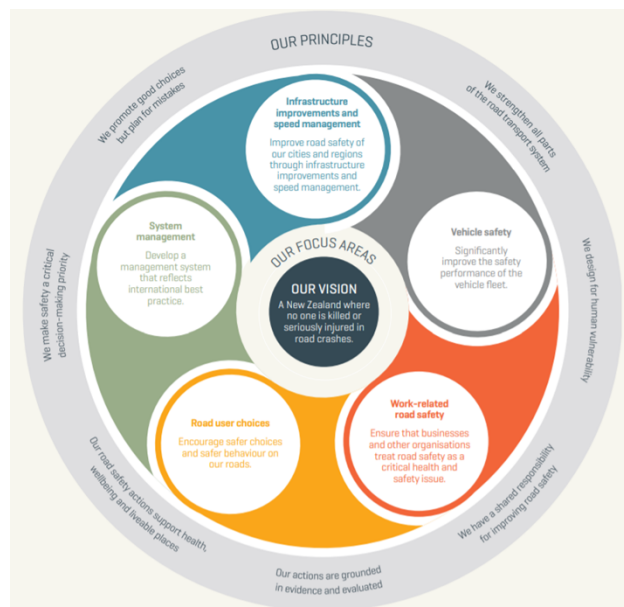 OUR PRINCIPLES
We promote good choices
but plan for mistakes
We strengthen all parts
of the road transport system
Infrastructure
improvements and
speed management
Improve road safety of
our cities and regions
through infrastructure
improvements and
speed management.
System
management
Develop a
management system
that reflects
international best
practice.
Vehicle safety
Significantly
improve the safety
performance of the
vehicle fleet.
OUR FOCUS AREAS
OUR VISION
A New Zealand where
no one is killed or
seriously injured in
road crashes.
We make safety a critical
decision-making priority
We design for human vulnerability
Road user choices
Encourage safer choices
and safer behaviour on
our roads.
Work-related
road safety
Ensure that businesses
and other organisations
treat road safety as a
critical health and
safety issue.
Our road safety actions support health,
wellbeing and liveable places
We have a shared responsibility
for improving road safety
Our actions are grounded
in evidence and evaluated